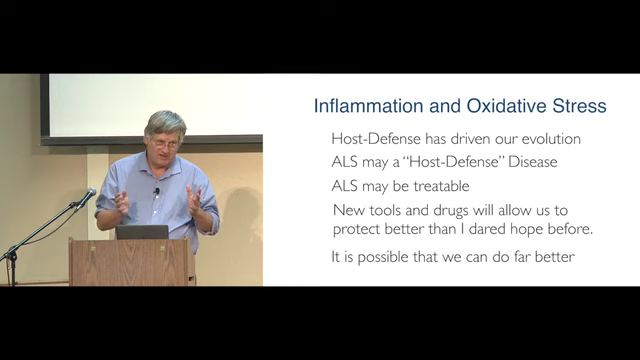 Inflammation and Oxidative Stress
Host-Defense has driven our evolution
ALS may a “Host-Defense” Disease
ALS may be treatable
New tools and drugs will allow us to
protect better than I dared hope before.
It is possible that we can do far better